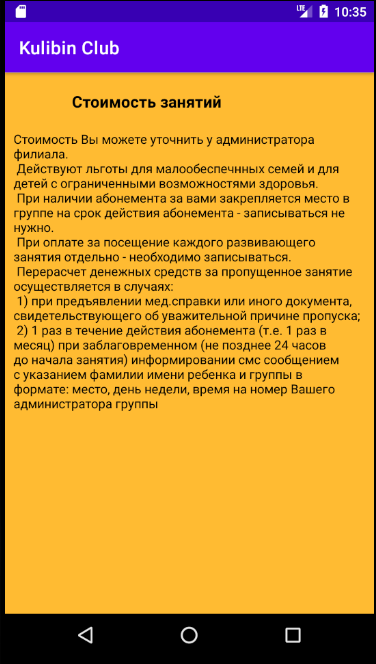 LTE 10:35
Kulibin Club
Стоимость занятий
Стоимость Вы можете уточнить у администратора
филиала.
Действуют льготы для малообеспечнных семей и для
детей с ограниченными возможностями здоровья.
При наличии абонемента за вами закрепляется место в
группе на срок действия абонемента - записываться не
нужно.
При оплате за посещение каждого развивающего
занятия отдельно - необходимо записываться.
Перерасчет денежных средств за пропущенное занятие
осуществляется в случаях:
1) при предъявлении мед.справки или иного документа,
свидетельствующего об уважительной причине пропуска;
2) 1 раз в течение действия абонемента (т.е. 1 раз в
месяц) при заблаговременном (не позднее 24 часов
до начала занятия) информировании смс сообщением
с указанием фамилии имени ребенка и группы в
формате: место, день недели, время на номер Вашего
администратора группы